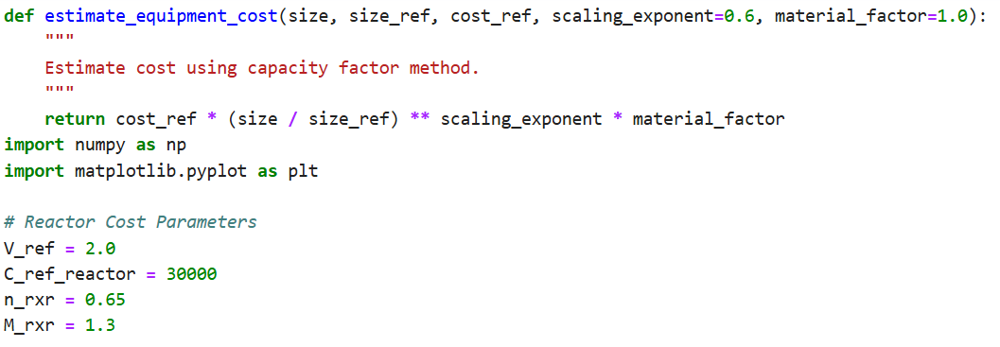 def estimate_equipment_cost(size, size_ref, cost_ref, scaling_exponent=0.6, material_factor=1.0):
    """
    Estimate cost using capacity factor method.
    """
    return cost_ref * (size / size_ref) ** scaling_exponent * material_factor
import numpy as np
import matplotlib.pyplot as plt

# Reactor Cost Parameters
V_ref = 2.0
C_ref_reactor = 30000
n_rxr = 0.65
M_rxr = 1.3